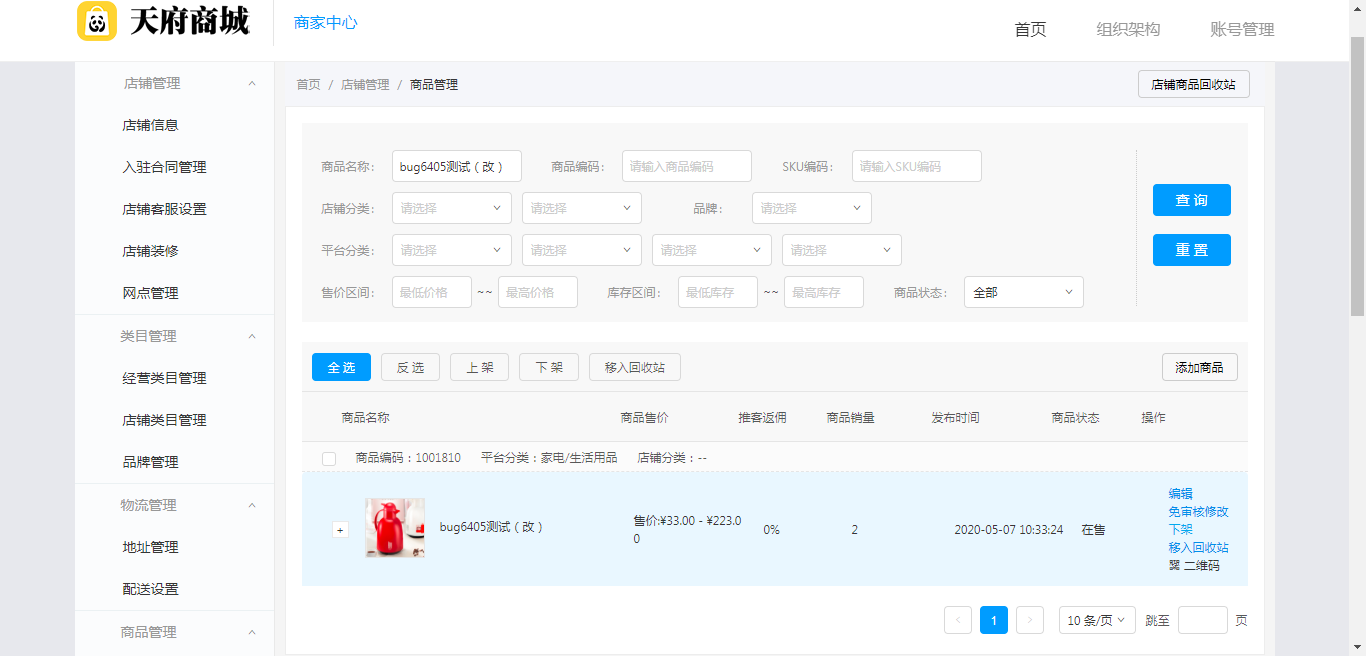 天府商城
商家中心
首页 组织架构 账号管理
店铺管理
店铺信息
入驻合同管理
店铺客服设置
店铺装修
网点管理
类目管理
经营类目管理
店铺类目管理
品牌管理
物流管理
地址管理
配送设置
商品管理
首页 / 店铺管理 / 商品管理
店铺商品回收站
商品名称: bug6405测试（改） 商品编码: 请输入商品编码 SKU编码: 请输入SKU编码
店铺分类: 请选择 请选择 品牌: 请选择
平台分类: 请选择 请选择 请选择 请选择
售价区间: 最低价格 ~~ 最高价格 库存区间: 最低库存 ~~ 最高库存 商品状态: 全部
查 询
重 置
全 选 反 选 上 架 下 架 移入回收站 添加商品
商品名称 商品售价 推客返佣 商品销量 发布时间 商品状态 操作
商品编码：1001810 平台分类：家电/生活用品 店铺分类：--
+ bug6405测试（改） 售价:¥33.00 - ¥223.0
0
0% 2 2020-05-07 10:33:24 在售
编辑
免审核修改
下架
移入回收站
二维码
< 1 > 10 条/页 跳至 页